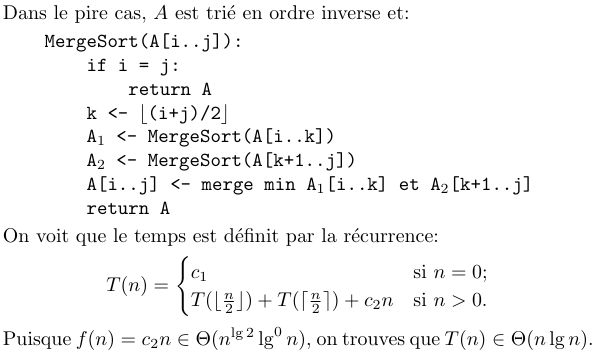 Dans le pire cas, A est trié en ordre inverse et:
MergeSort(A[i..j]):
if i = j:
return A
k <- ⌊(i+j)/2⌋
A₁ <- MergeSort(A[i..k])
A₂ <- MergeSort(A[k+1..j])
A[i..j] <- merge min A₁[i..k] et A₂[k+1..j]
return A
On voit que le temps est définit par la récurrence:
T(n) = { c₁ si n = 0;
T(⌊n/2⌋) + T(⌈n/2⌉) + c₂n si n > 0.
Puisque f(n) = c₂n ∈ Θ(n^{lg 2} lg⁰ n), on trouves que T(n) ∈ Θ(n lg n).